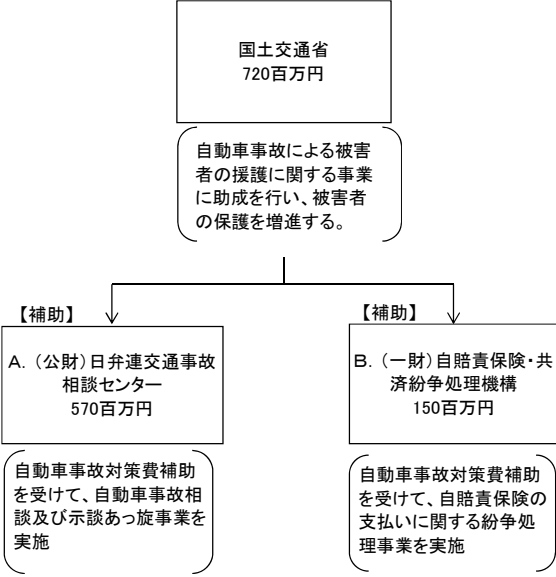 国土交通省
720百万円
自動車事故による被害
者の援護に関する事業
に助成を行い、被害者
の保護を増進する。
【補助】
A．（公財）日弁連交通事故
相談センター
570百万円
自動車事故対策費補助
を受けて、自動車事故相
談及び示談あっ旋事業を
実施
【補助】
B．（一財）自賠責保険・共
済紛争処理機構
150百万円
自動車事故対策費補助
を受けて、自賠責保険の
支払いに関する紛争処
理事業を実施